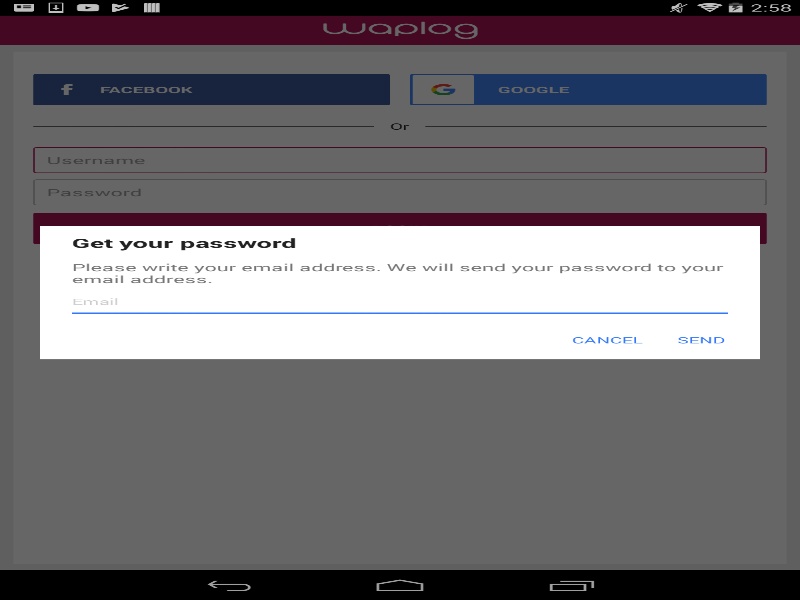 2:58
waplog
FACEBOOK
GOOGLE
Or
Username
Password
Get your password
Please write your email address. We will send your password to your
email address.
Email
CANCEL
SEND